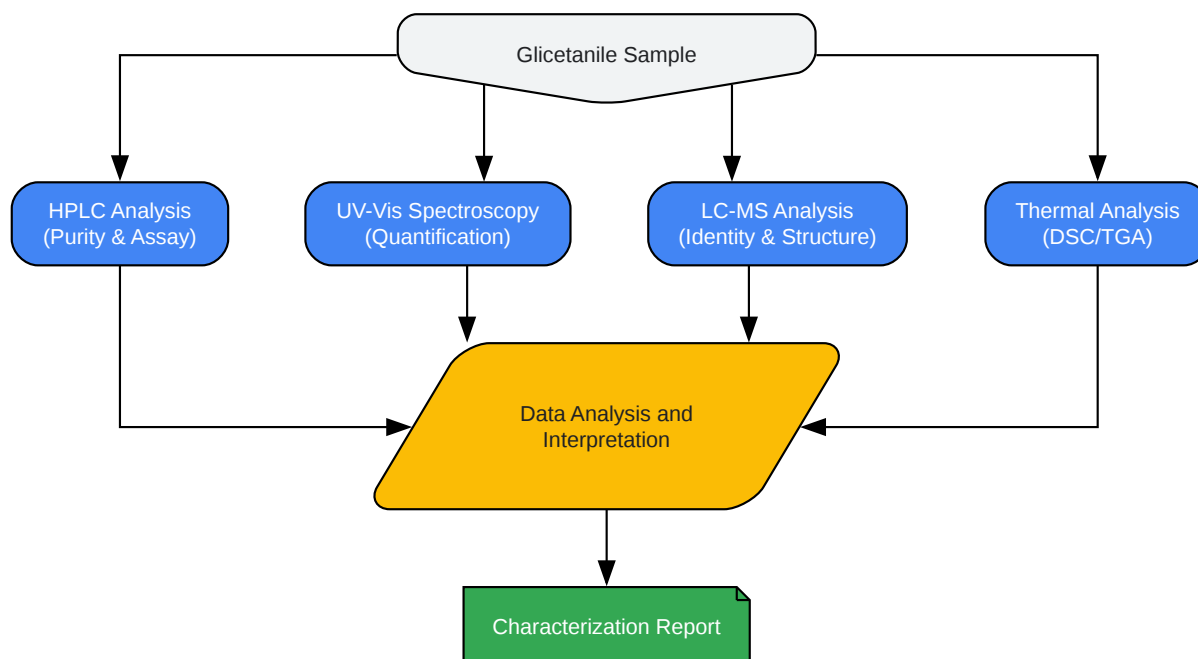 Glicetanile Sample
HPLC Analysis
(Purity & Assay)
UV-Vis Spectroscopy
(Quantification)
LC-MS Analysis
(Identity & Structure)
Thermal Analysis
(DSC/TGA)
Data Analysis and
Interpretation
Characterization Report